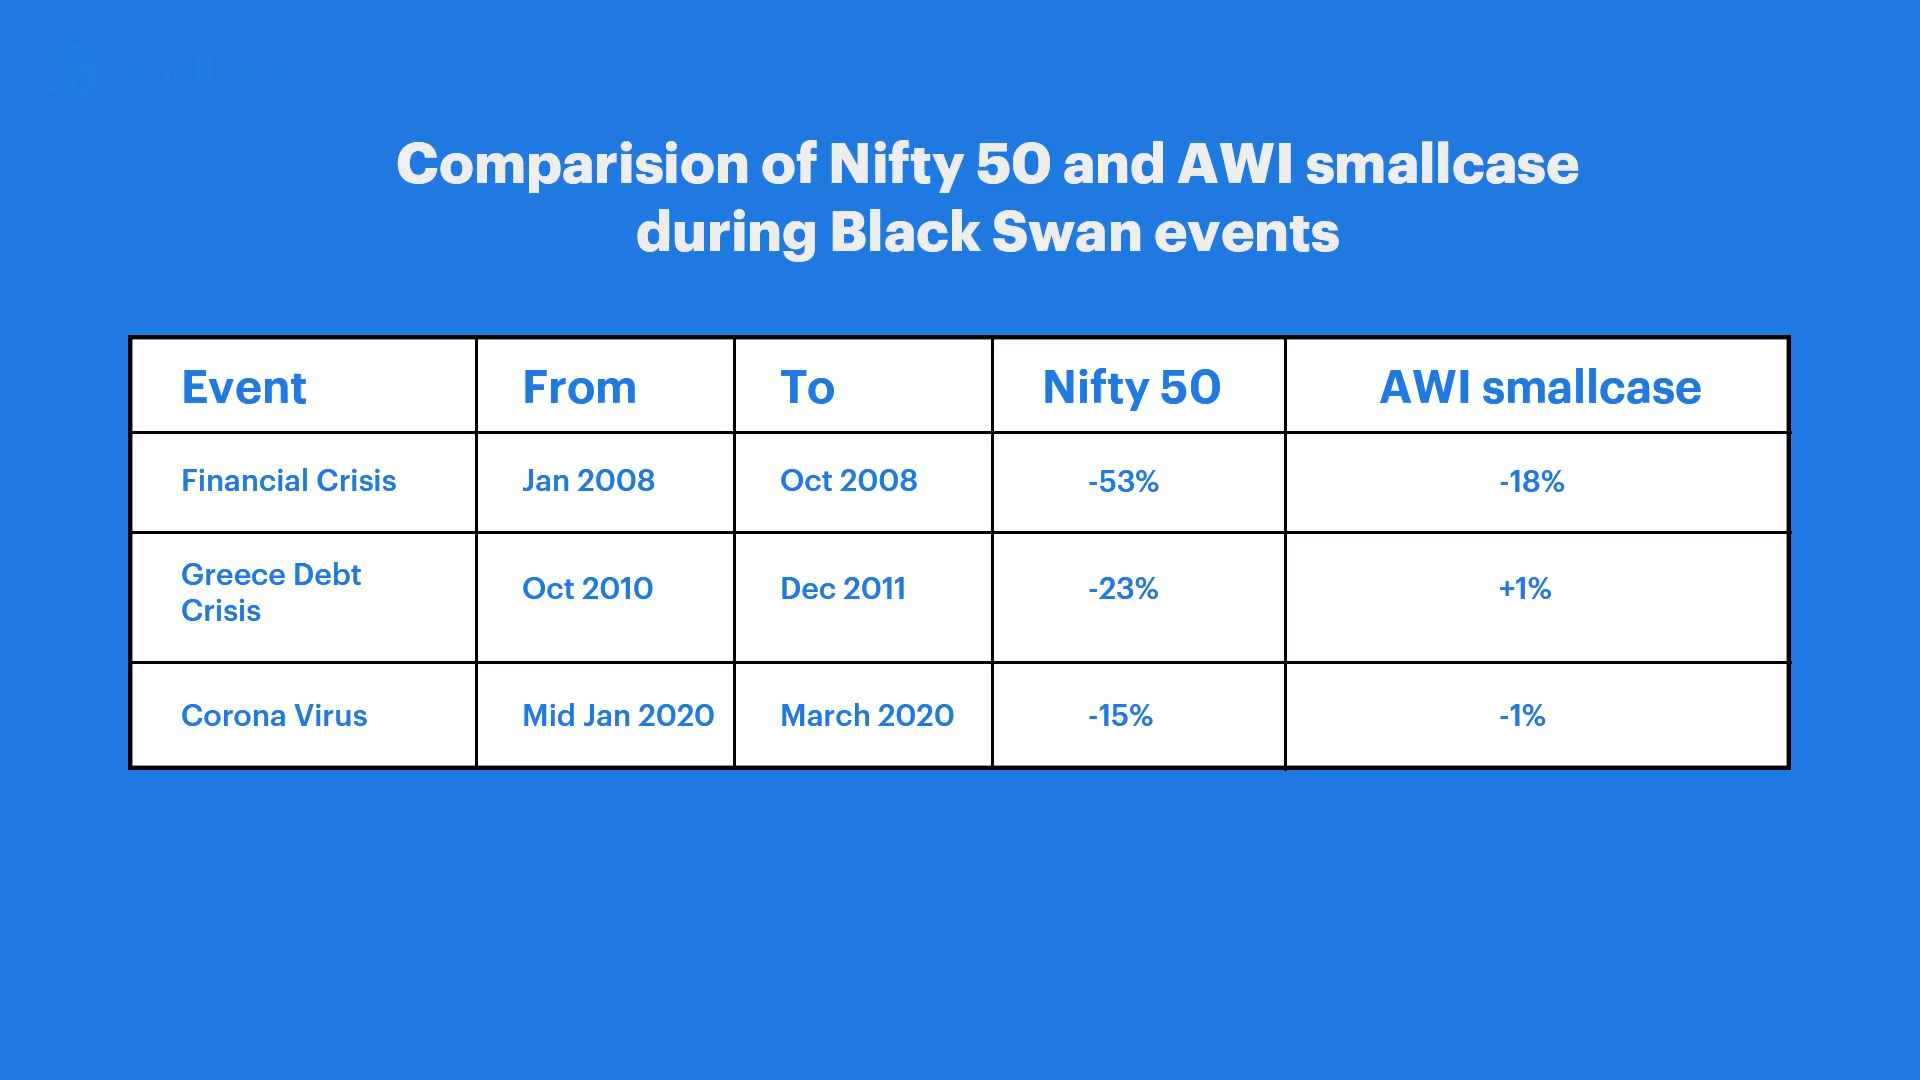 smallcase
Comparision of Nifty 50 and AWI smallcase
during Black Swan events
Event From To Nifty 50 AWI smallcase
Financial Crisis Jan 2008 Oct 2008 -53% -18%
Greece Debt
Crisis Oct 2010 Dec 2011 -23% +1%
Corona Virus Mid Jan 2020 March 2020 -15% -1%